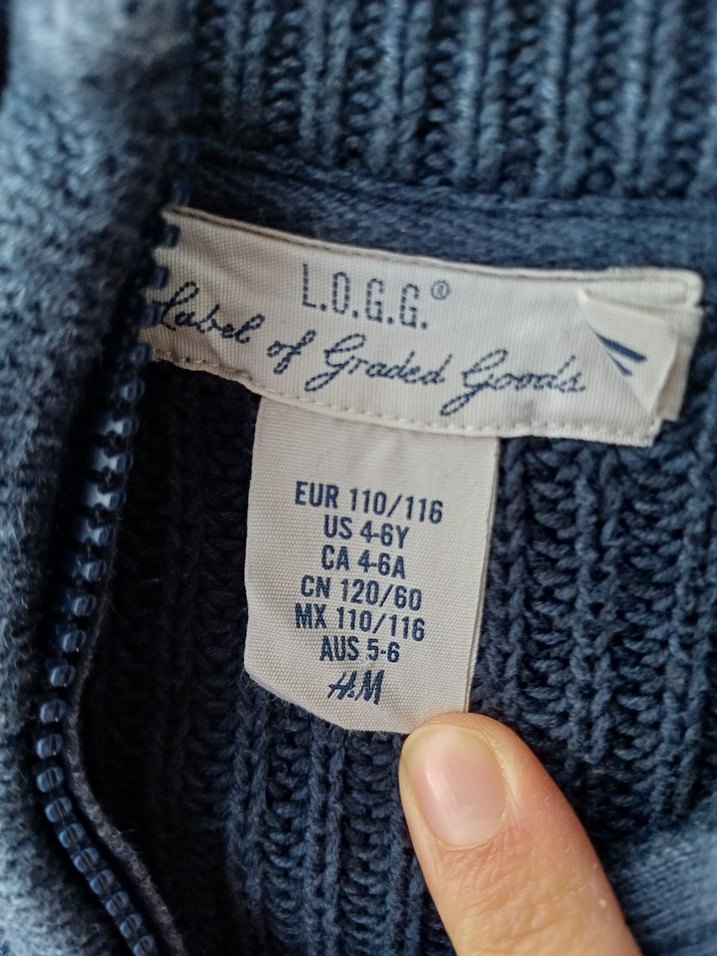 L.O.G.G.®
Label of Graded Goods
EUR 110/116
US 4-6Y
CA 4-6A
CN 120/60
MX 110/116
AUS 5-6
H&M